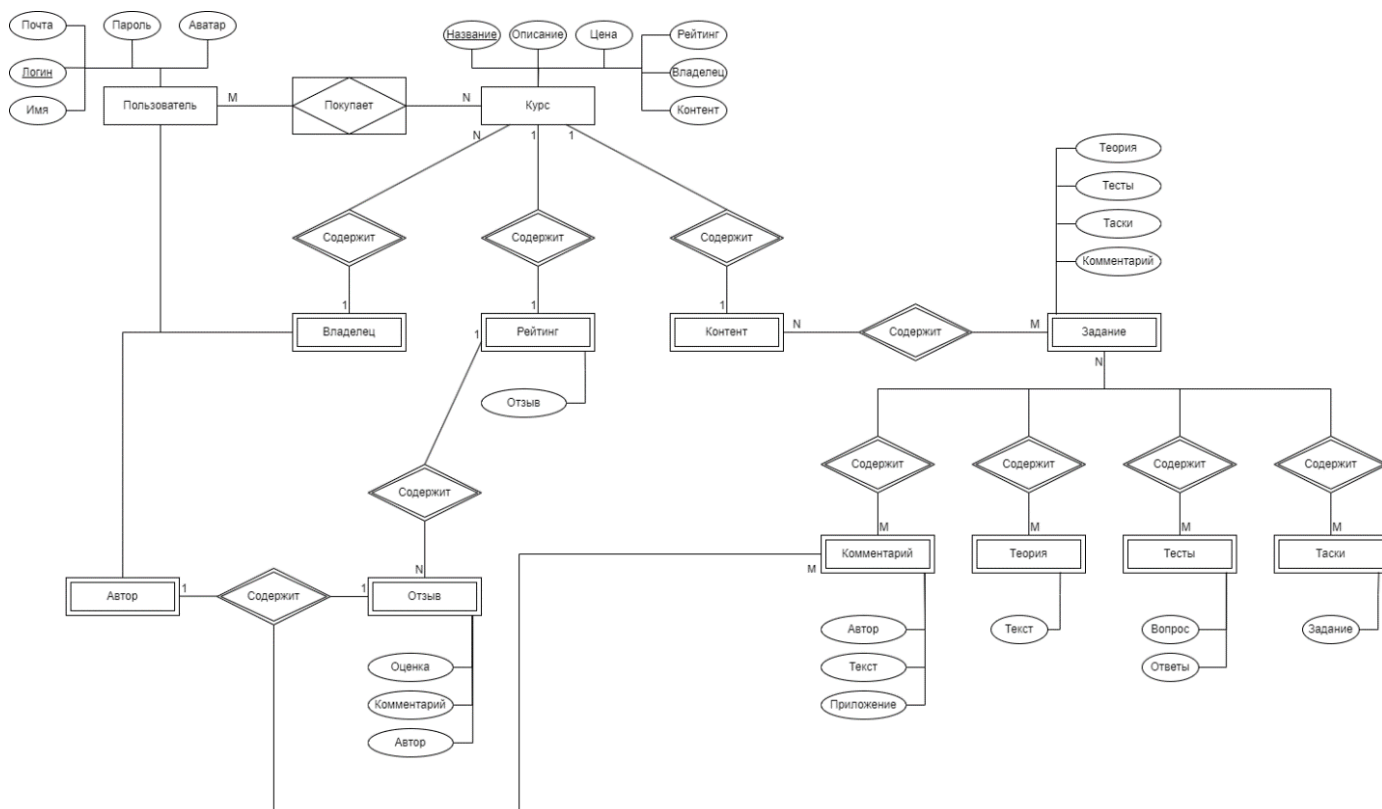 Почта
Пароль
Аватар
Логин
Имя
Пользователь
M
Покупает
N
Название
Описание
Цена
Рейтинг
Владелец
Контент
Курс
N
1
1
Содержит
Содержит
Содержит
1
1
1
Владелец
Рейтинг
Контент
1
Отзыв
N
Содержит
M
Теория
Тесты
Таски
Комментарий
Задание
N
Содержит
Содержит
Содержит
Содержит
M
M
M
M
Комментарий
Теория
Тесты
Таски
M
Содержит
N
Автор
1
Содержит
1
Отзыв
Оценка
Комментарий
Автор
Автор
Текст
Приложение
Текст
Вопрос
Ответы
Задание